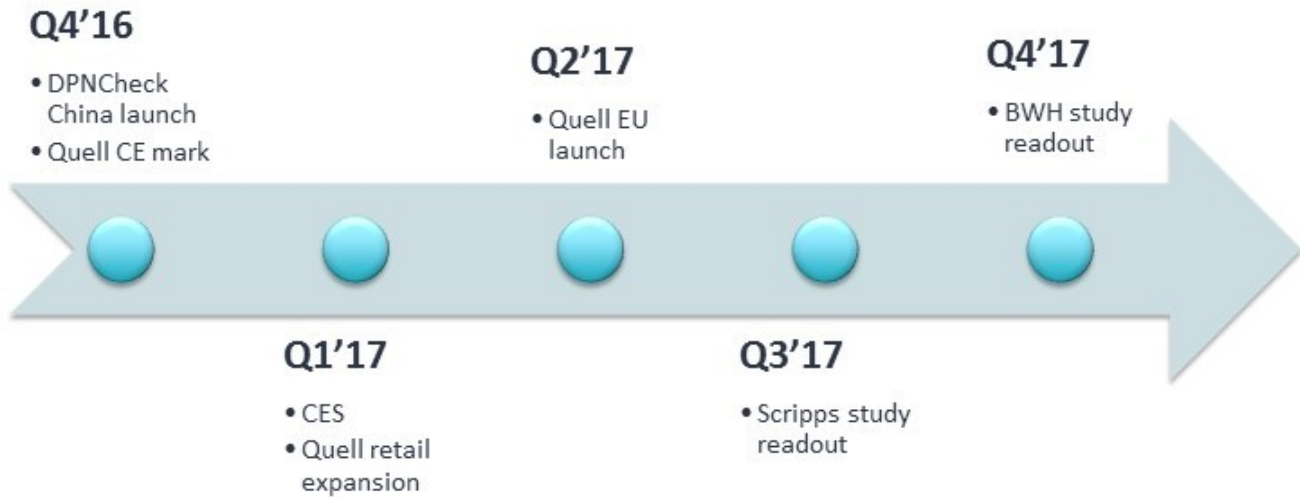 Q4’16
• DPNCheck
China launch
• Quell CE mark
Q1’17
• CES
• Quell retail
expansion
Q2’17
• Quell EU
launch
Q3’17
• Scripps study
readout
Q4’17
• BWH study
readout